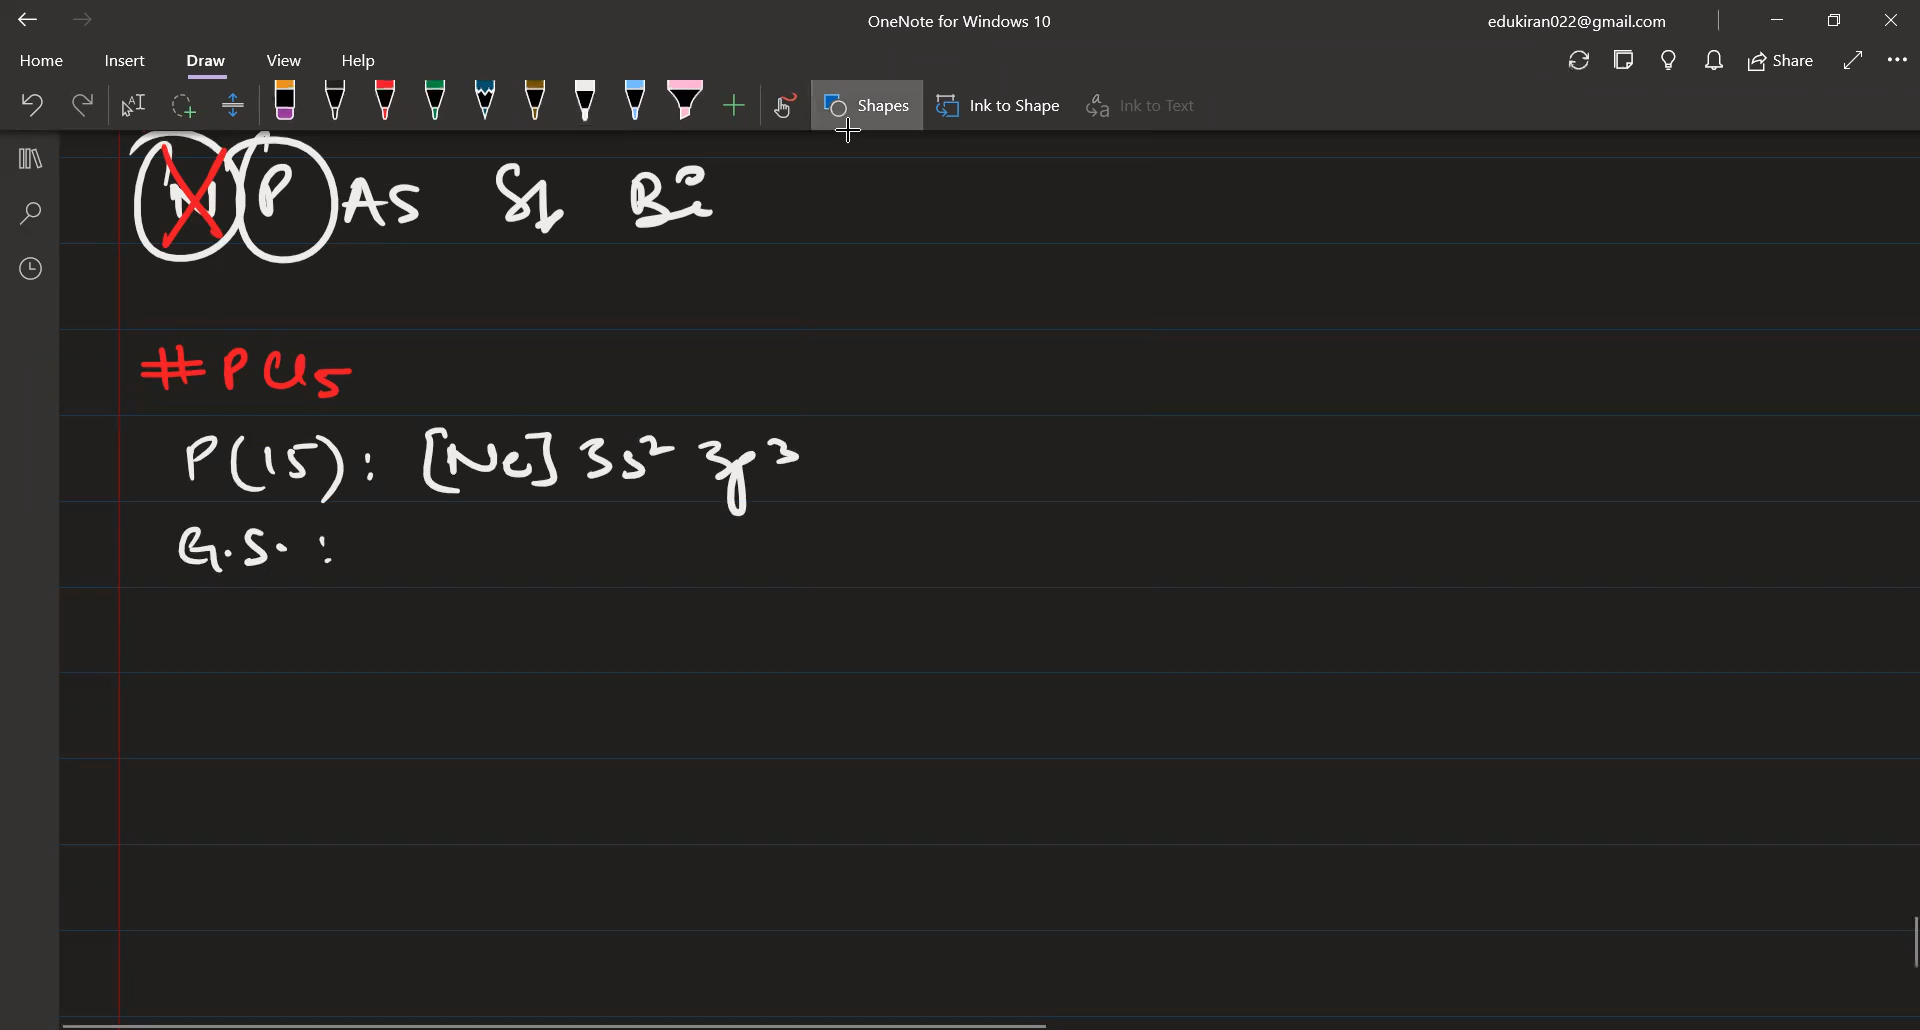 OneNote for Windows 10
edukiran022@gmail.com
Home Insert Draw View Help
Share
Shapes Ink to Shape Ink to Text
N P As Sb Bi
# PCl5
P(15): [Ne] 3s² 3p³
G.S. :